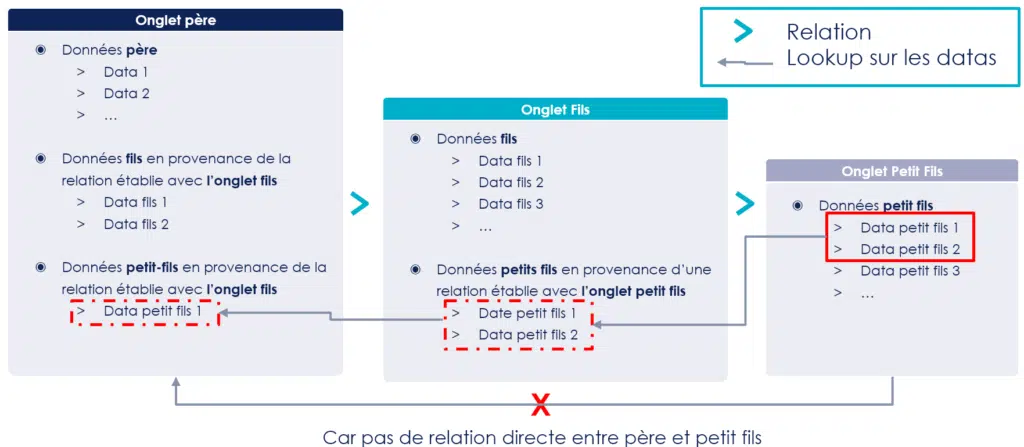 Onglet père
Données père
> Data 1
> Data 2
> ...
Données fils en provenance de la
relation établie avec l'onglet fils
> Data fils 1
> Data fils 2
Données petit-fils en provenance de la
relation établie avec l'onglet fils
> Data petit fils 1
Onglet Fils
Données fils
> Data fils 1
> Data fils 2
> Data fils 3
> ...
Données petits fils en provenance d'une
relation établie avec l'onglet petit fils
> Date petit fils 1
> Data petit fils 2
Relation
Lookup sur les datas
Onglet Petit Fils
Données petit fils
> Data petit fils 1
> Data petit fils 2
> Data petit fils 3
> ...
X
Car pas de relation directe entre père et petit fils